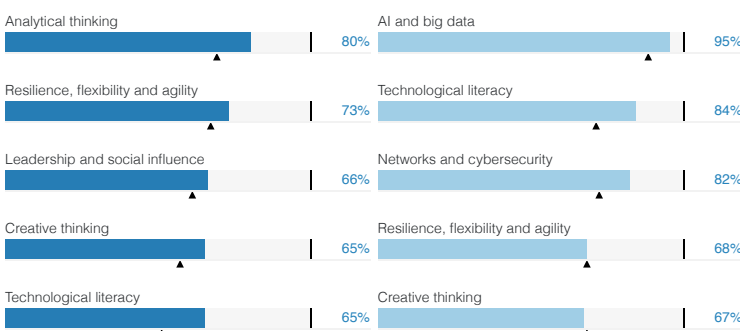 Analytical thinking
80%
Resilience, flexibility and agility
73%
Leadership and social influence
66%
Creative thinking
65%
Technological literacy
65%
AI and big data
95%
Technological literacy
84%
Networks and cybersecurity
82%
Resilience, flexibility and agility
68%
Creative thinking
67%